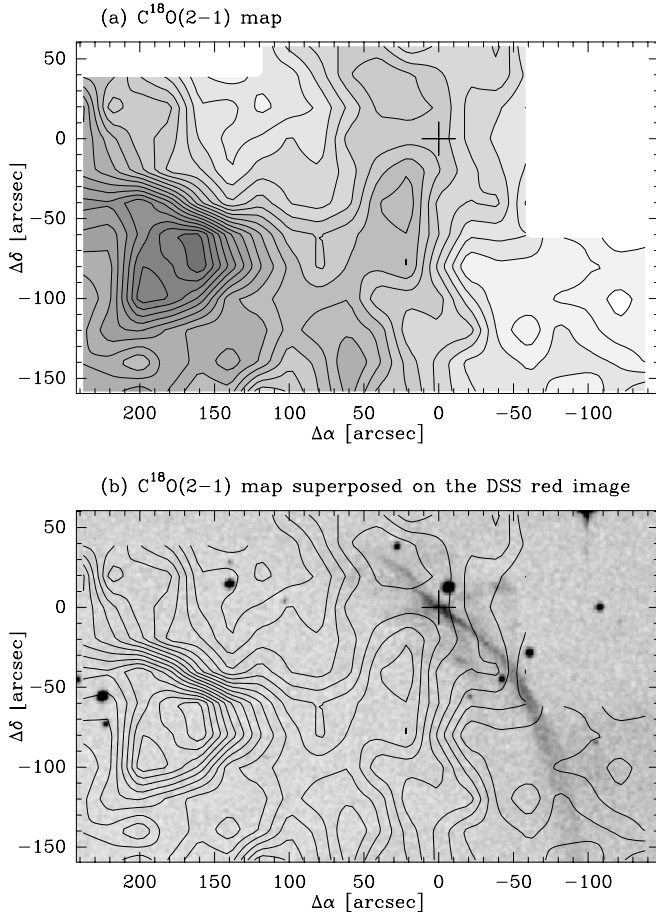 (a) C¹⁸O(2−1) map
50
0
−50
−100
−150
Δδ [arcsec]
200 150 100 50 0 −50 −100
Δα [arcsec]
(b) C¹⁸O(2−1) map superposed on the DSS red image
50
0
−50
−100
−150
Δδ [arcsec]
200 150 100 50 0 −50 −100
Δα [arcsec]